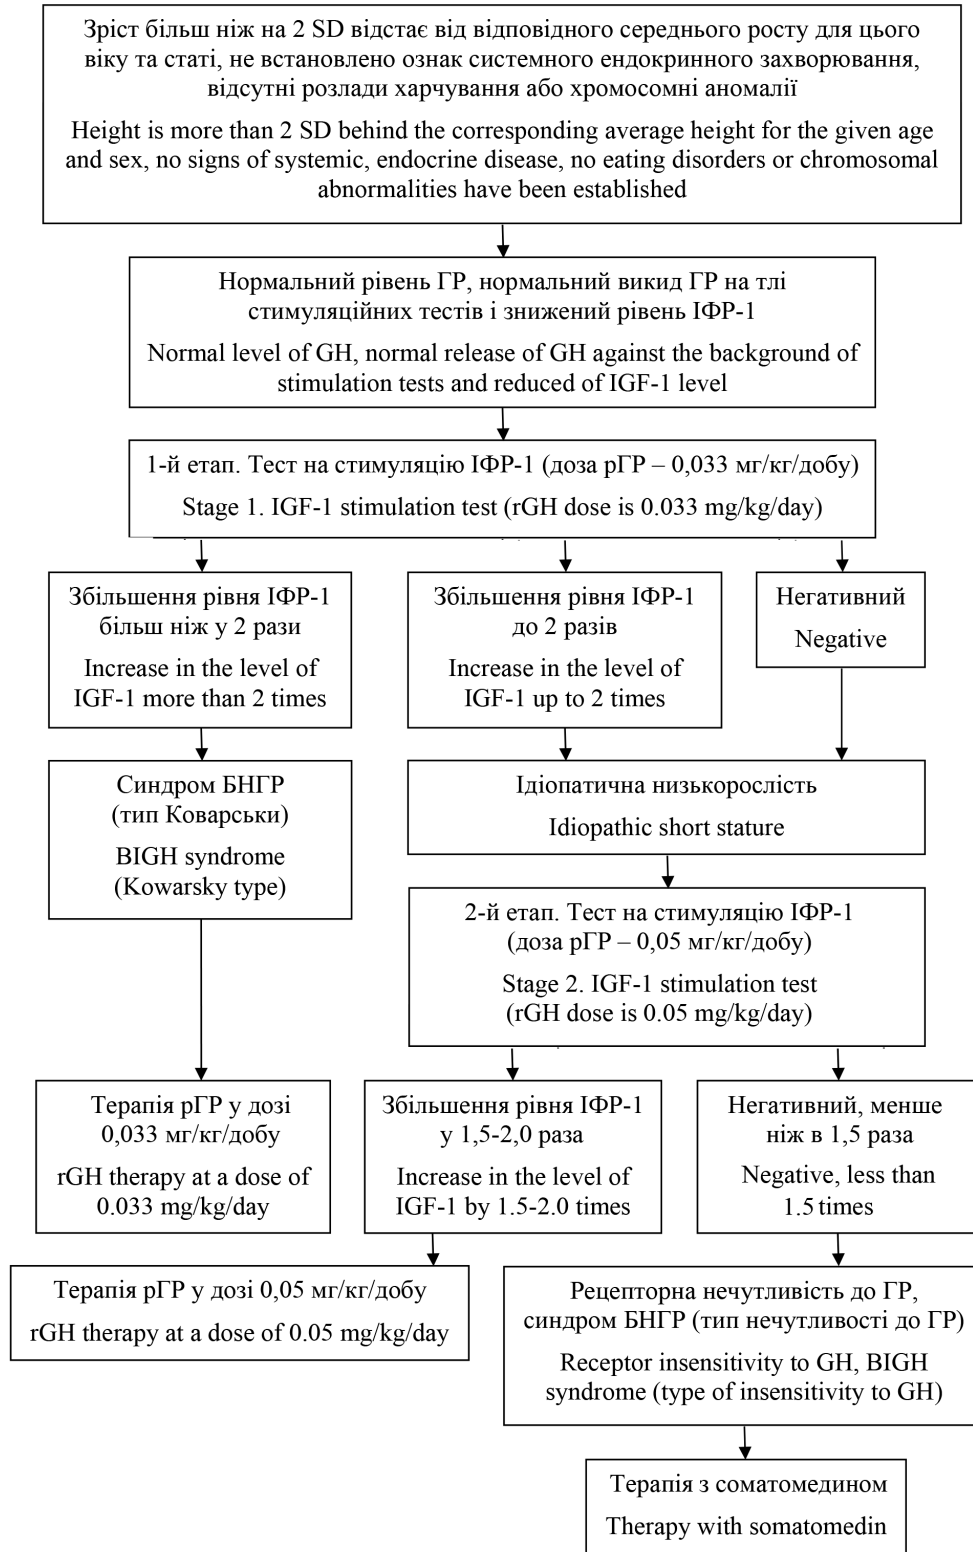 Зріст більш ніж на 2 SD відстає від відповідного середнього росту для цього
віку та статі, не встановлено ознак системного ендокринного захворювання,
відсутні розлади харчування або хромосомні аномалії
Height is more than 2 SD behind the corresponding average height for the given age
and sex, no signs of systemic, endocrine disease, no eating disorders or chromosomal
abnormalities have been established
Нормальний рівень ГР, нормальний викид ГР на тлі
стимуляційних тестів і знижений рівень ІФР-1
Normal level of GH, normal release of GH against the background of
stimulation tests and reduced of IGF-1 level
1-й етап. Тест на стимуляцію ІФР-1 (доза рГР – 0,033 мг/кг/добу)
Stage 1. IGF-1 stimulation test (rGH dose is 0.033 mg/kg/day)
Збільшення рівня ІФР-1
більш ніж у 2 рази
Increase in the level of
IGF-1 more than 2 times
Збільшення рівня ІФР-1
до 2 разів
Increase in the level of
IGF-1 up to 2 times
Негативний
Negative
Синдром БНГР
(тип Коварськи)
BIGH syndrome
(Kowarsky type)
Ідіопатична низькорослість
Idiopathic short stature
2-й етап. Тест на стимуляцію ІФР-1
(доза рГР – 0,05 мг/кг/добу)
Stage 2. IGF-1 stimulation test
(rGH dose is 0.05 mg/kg/day)
Терапія рГР у дозі
0,033 мг/кг/добу
rGH therapy at a dose of
0.033 mg/kg/day
Збільшення рівня ІФР-1
у 1,5-2,0 раза
Increase in the level of
IGF-1 by 1.5-2.0 times
Негативний, менше
ніж в 1,5 раза
Negative, less than
1.5 times
Терапія рГР у дозі 0,05 мг/кг/добу
rGH therapy at a dose of 0.05 mg/kg/day
Рецепторна нечутливість до ГР,
синдром БНГР (тип нечутливості до ГР)
Receptor insensitivity to GH, BIGH
syndrome (type of insensitivity to GH)
Терапія з соматомедином
Therapy with somatomedin